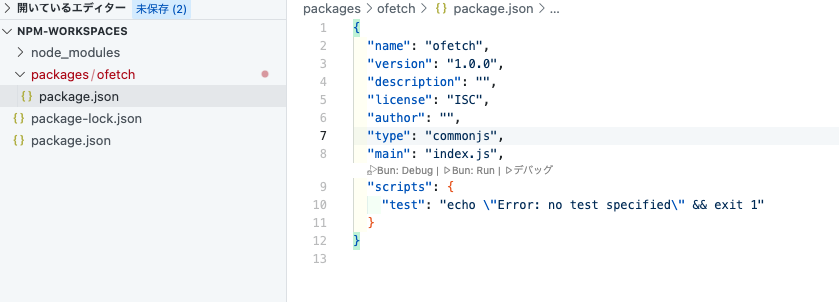 開いているエディター 未保存 (2)
NPM-WORKSPACES
node_modules
packages / ofetch
package.json
package-lock.json
package.json
packages > ofetch > {} package.json > ...
1 {
2 "name": "ofetch",
3 "version": "1.0.0",
4 "description": "",
5 "license": "ISC",
6 "author": "",
7 "type": "commonjs",
8 "main": "index.js",
Bun: Debug | Bun: Run | デバッグ
9 "scripts": {
10 "test": "echo \"Error: no test specified\" && exit 1"
11 }
12 }
13